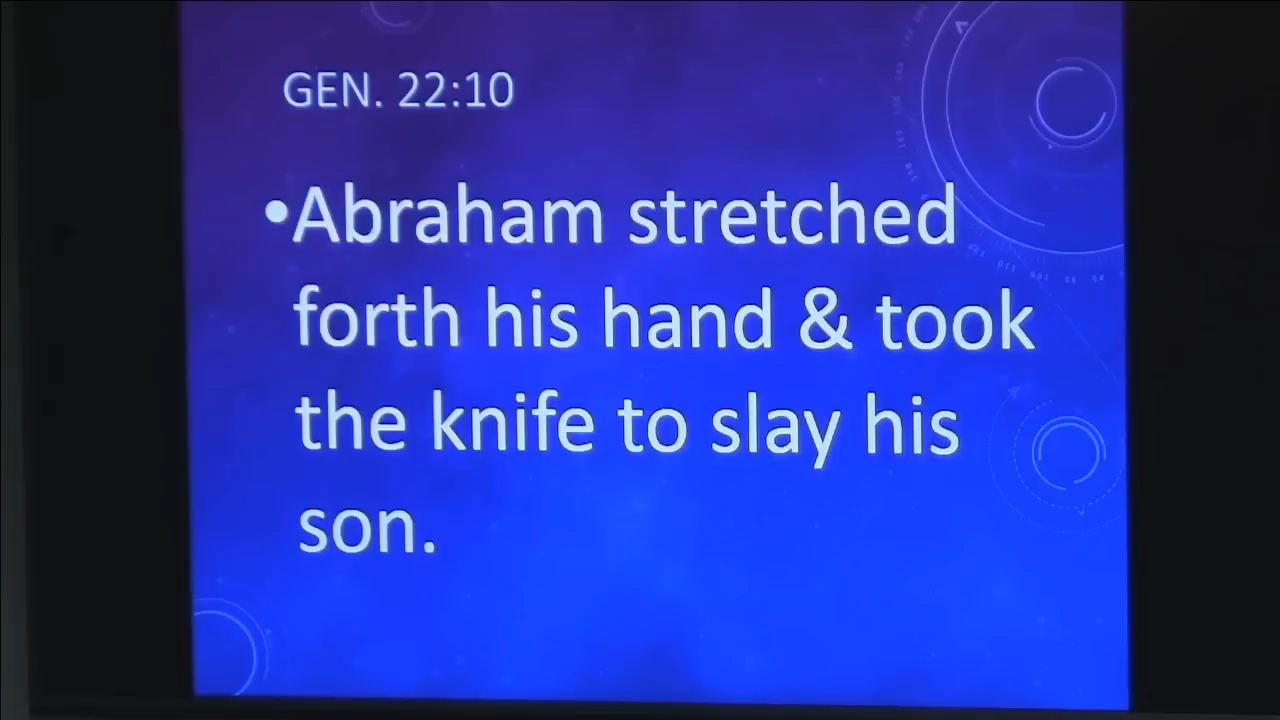 GEN. 22:10
•Abraham stretched
forth his hand & took
the knife to slay his
son.